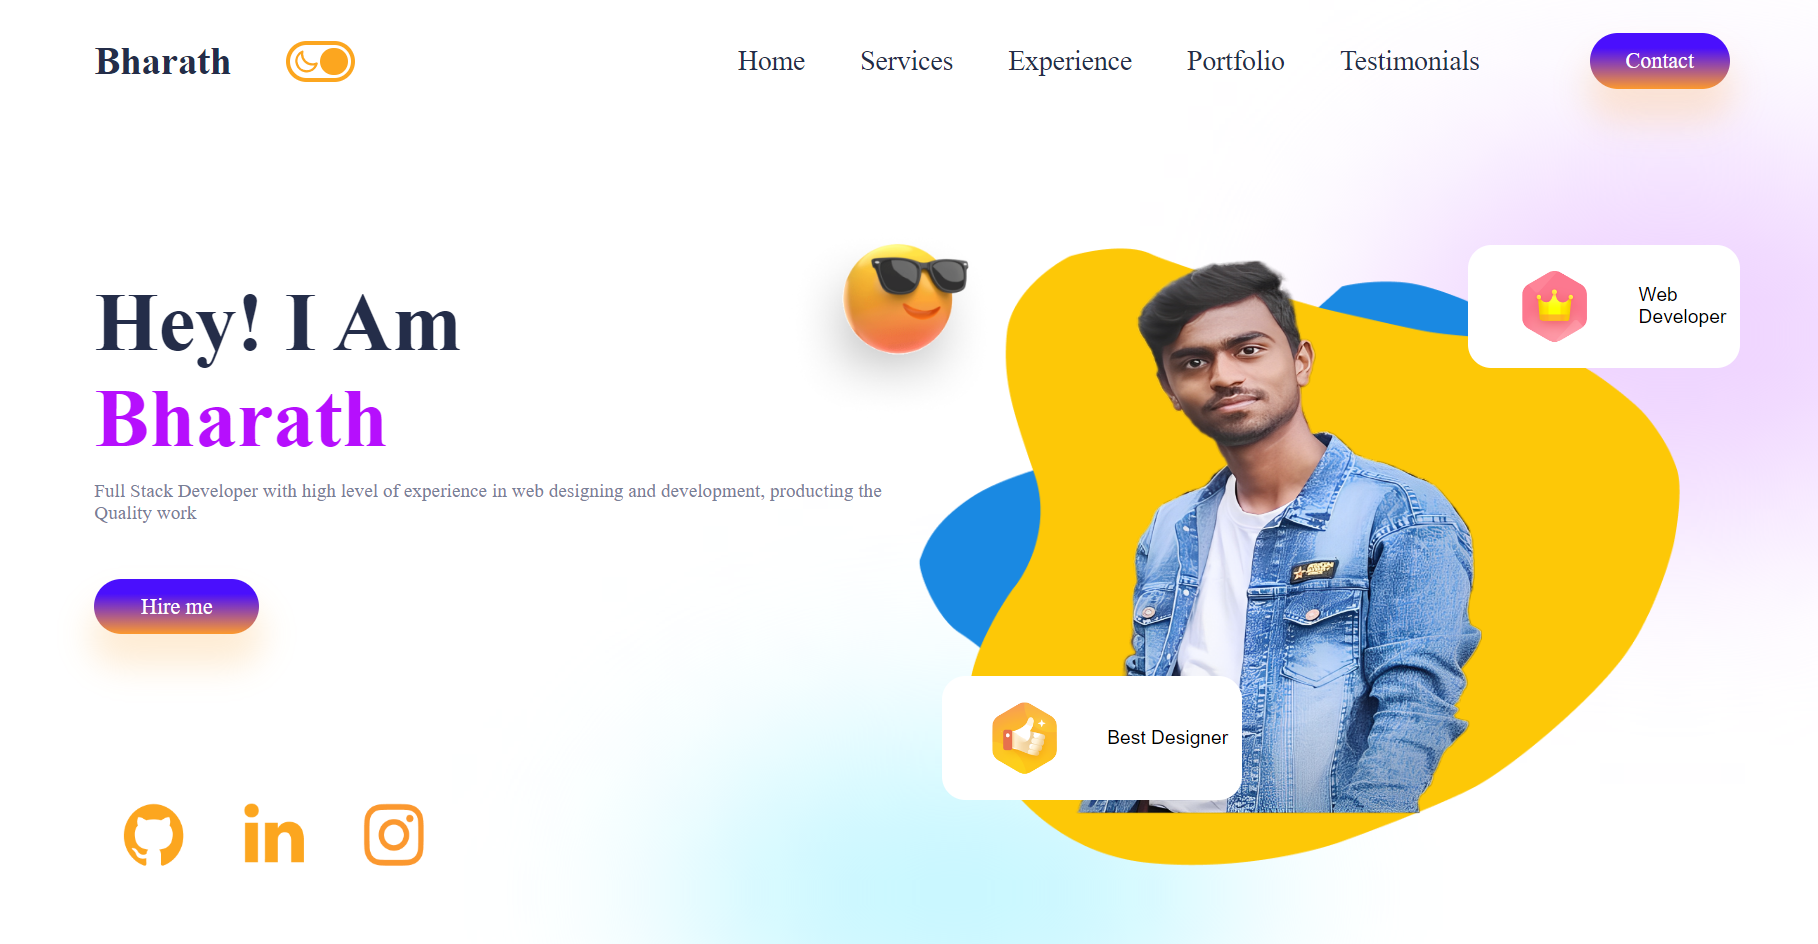 Bharath
Home Services Experience Portfolio Testimonials Contact
Web
Developer
Hey! I Am
Bharath
Full Stack Developer with high level of experience in web designing and development, producting the
Quality work
Hire me
Best Designer
in